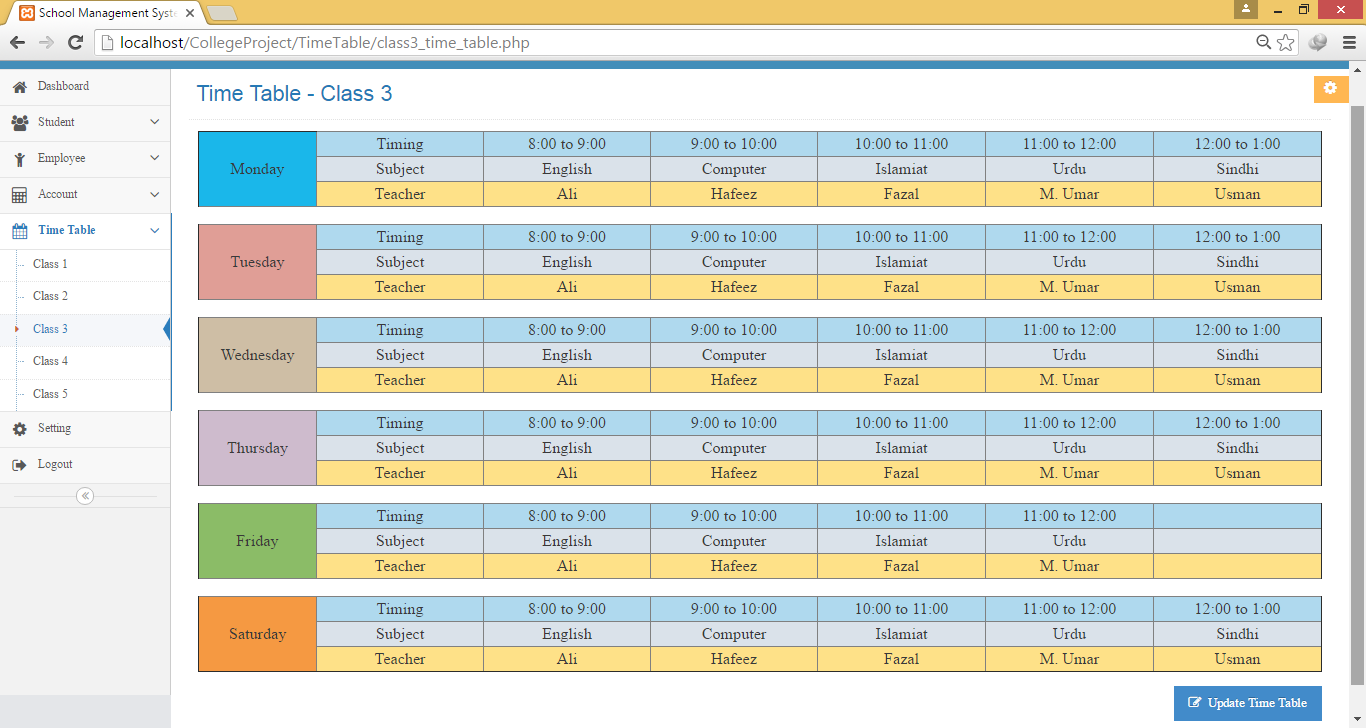 School Management Syst
localhost/CollegeProject/TimeTable/class3_time_table.php
Dashboard
Student
Employee
Account
Time Table
Class 1
Class 2
Class 3
Class 4
Class 5
Setting
Logout
Time Table - Class 3
Timing 8:00 to 9:00 9:00 to 10:00 10:00 to 11:00 11:00 to 12:00 12:00 to 1:00
Monday Subject English Computer Islamiat Urdu Sindhi
Teacher Ali Hafeez Fazal M. Umar Usman
Timing 8:00 to 9:00 9:00 to 10:00 10:00 to 11:00 11:00 to 12:00 12:00 to 1:00
Tuesday Subject English Computer Islamiat Urdu Sindhi
Teacher Ali Hafeez Fazal M. Umar Usman
Timing 8:00 to 9:00 9:00 to 10:00 10:00 to 11:00 11:00 to 12:00 12:00 to 1:00
Wednesday Subject English Computer Islamiat Urdu Sindhi
Teacher Ali Hafeez Fazal M. Umar Usman
Timing 8:00 to 9:00 9:00 to 10:00 10:00 to 11:00 11:00 to 12:00 12:00 to 1:00
Thursday Subject English Computer Islamiat Urdu Sindhi
Teacher Ali Hafeez Fazal M. Umar Usman
Timing 8:00 to 9:00 9:00 to 10:00 10:00 to 11:00 11:00 to 12:00
Friday Subject English Computer Islamiat Urdu
Teacher Ali Hafeez Fazal M. Umar
Timing 8:00 to 9:00 9:00 to 10:00 10:00 to 11:00 11:00 to 12:00 12:00 to 1:00
Saturday Subject English Computer Islamiat Urdu Sindhi
Teacher Ali Hafeez Fazal M. Umar Usman
Update Time Table